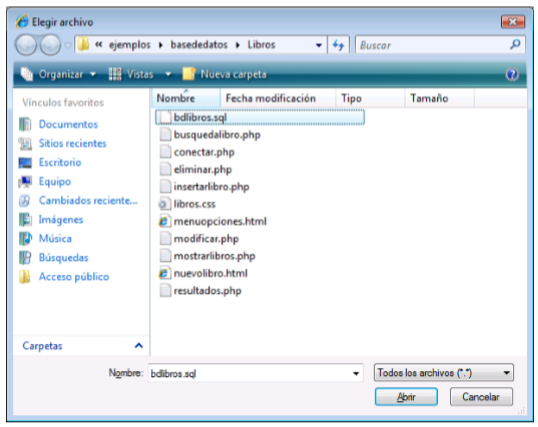 Elegir archivo
« ejemplos ▸ basededatos ▸ Libros
Buscar
Organizar Vistas Nueva carpeta
Vínculos favoritos
Documentos
Sitios recientes
Escritorio
Equipo
Cambiados reciente...
Imágenes
Música
Búsquedas
Acceso público
Carpetas
Nombre Fecha modificación Tipo Tamaño
bdlibros.sql
busquedalibro.php
conectar.php
eliminar.php
insertarlibro.php
libros.css
menuopciones.html
modificar.php
mostrarlibros.php
nuevolibro.html
resultados.php
Nombre: bdlibros.sql
Todos los archivos (*.*)
Abrir Cancelar